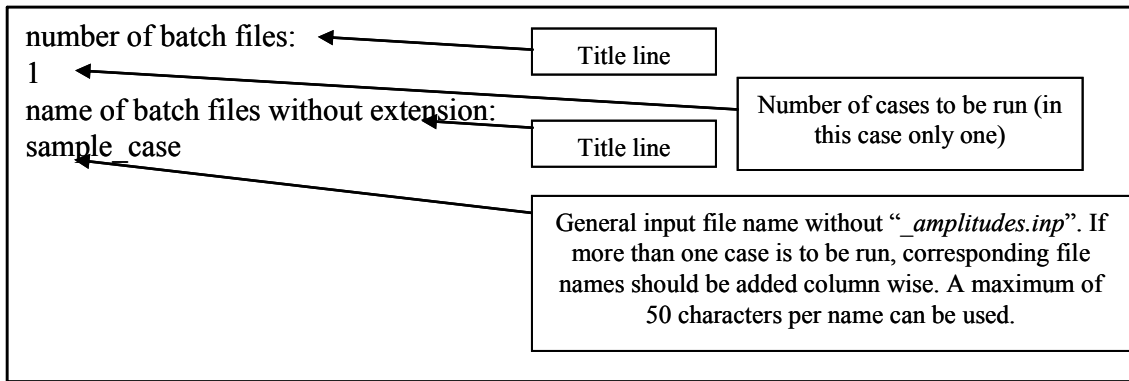 number of batch files:
Title line
1
Number of cases to be run (in
this case only one)
name of batch files without extension:
Title line
sample_case
General input file name without “_amplitudes.inp”. If
more than one case is to be run, corresponding file
names should be added column wise. A maximum of
50 characters per name can be used.